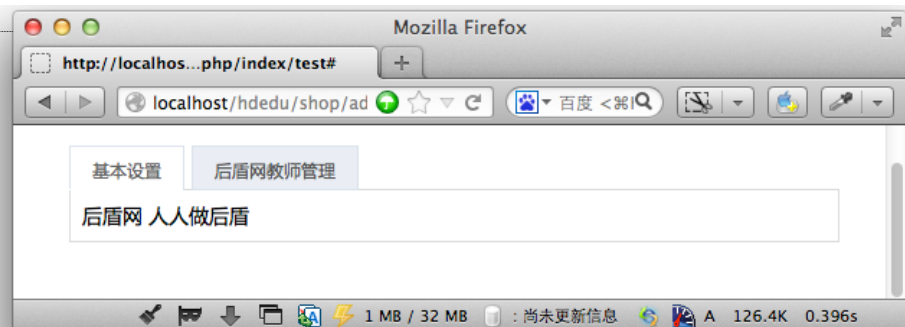 Mozilla Firefox
http://localhos...php/index/test#
localhost/hdedu/shop/ad
百度 <⌘
基本设置
后盾网教师管理
后盾网 人人做后盾
1 MB / 32 MB
: 尚未更新信息
A
126.4K
0.396s